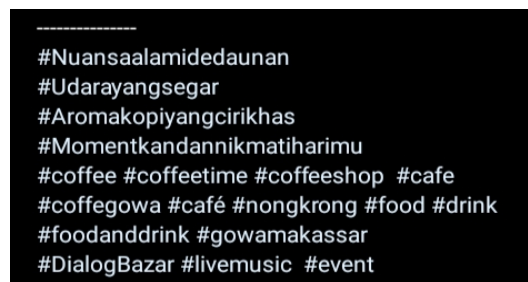 ---------------
#Nuansaalamidedaunan
#Udarayangsegar
#Aromakopiyangcirikhas
#Momentkandannikmatiharimu
#coffee #coffeetime #coffeeshop  #cafe
#coffegowa #café #nongkrong #food #drink
#foodanddrink #gowamakassar
#DialogBazar #livemusic  #event